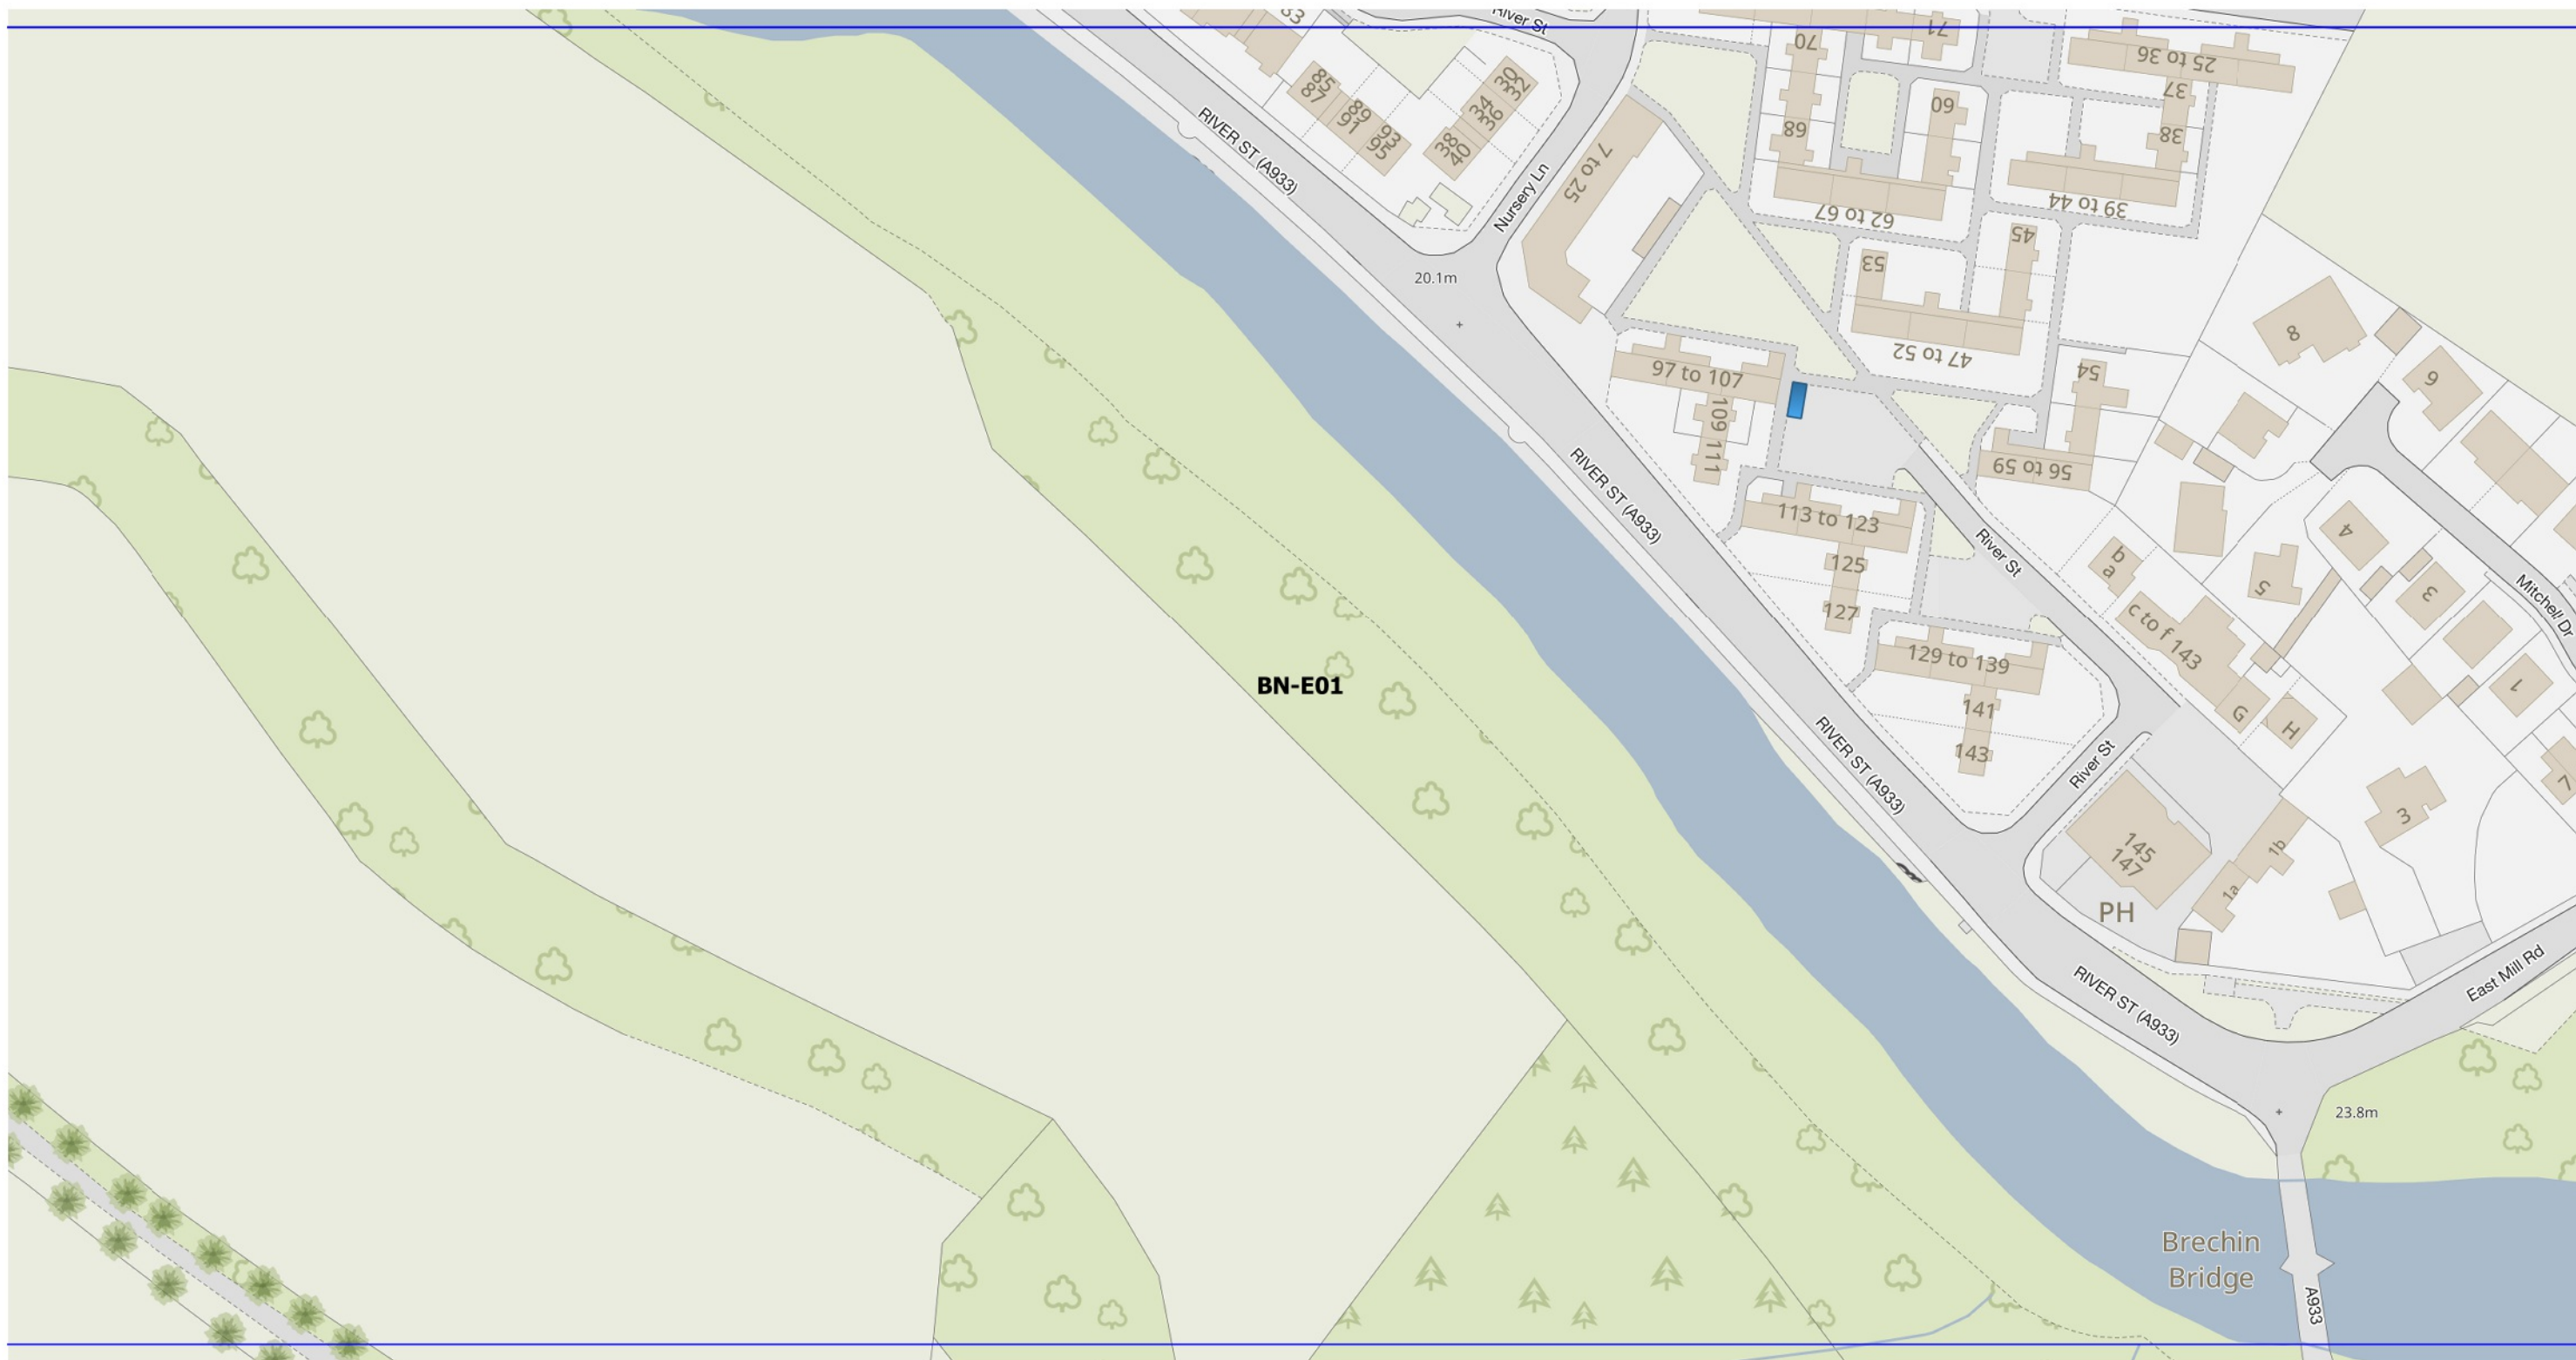 83
River St
71
70
25 to 36
85
87
89
91
93
95
30
32
34
36
38
40
RIVER ST (A933)
Nursery Ln
7 to 25
68
60
37
38
62 to 67
39 to 44
45
53
47 to 52
20.1m
97 to 107
109
111
54
56 to 59
8
6
RIVER ST (A933)
113 to 123
125
127
River St
b
a
c to f 143
G
H
5
4
3
1
Mitchell Dr
129 to 139
141
143
BN-E01
RIVER ST (A933)
River St
145
147
PH
1a
1b
3
7
East Mill Rd
RIVER ST (A933)
23.8m
Brechin
Bridge
A933